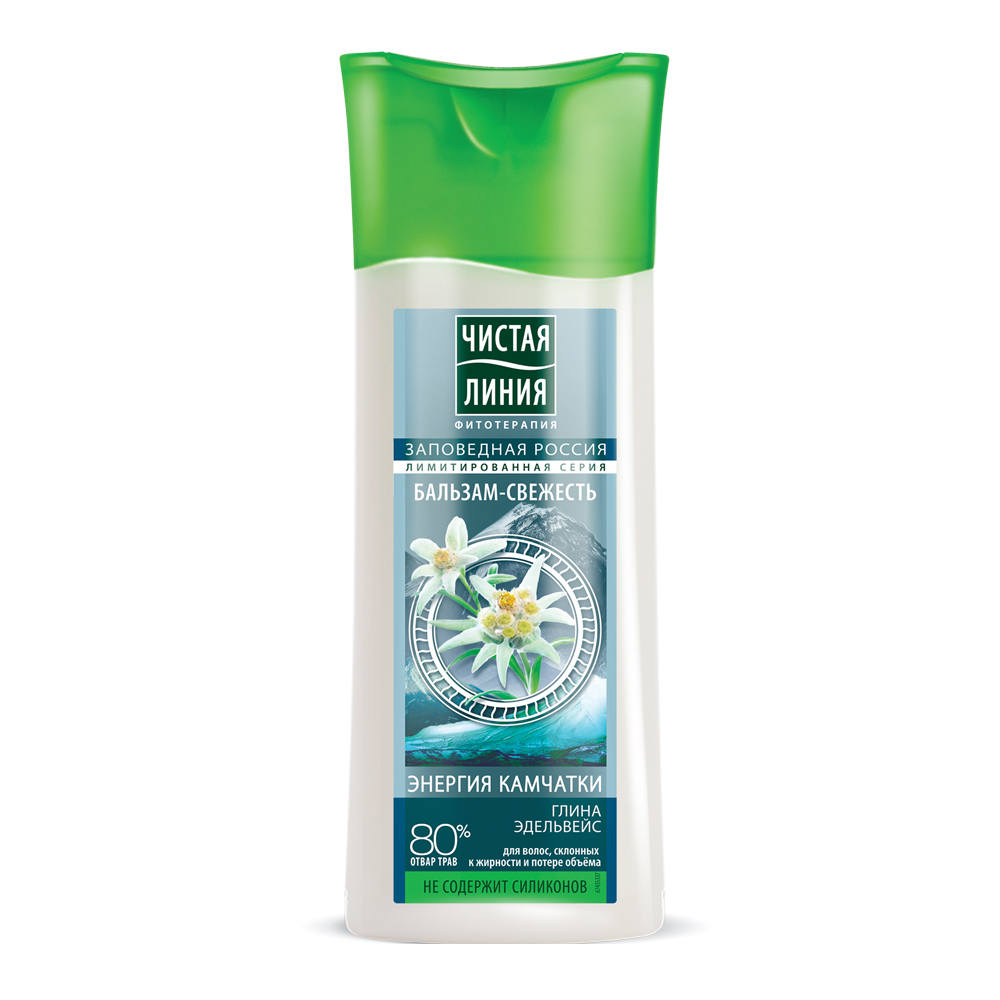 ЧИСТАЯ
ЛИНИЯ
ФИТОТЕРАПИЯ
ЗАПОВЕДНАЯ РОССИЯ
ЛИМИТИРОВАННАЯ СЕРИЯ
БАЛЬЗАМ-СВЕЖЕСТЬ
ЭНЕРГИЯ КАМЧАТКИ
ГЛИНА
ЭДЕЛЬВЕЙС
80%
ОТВАР ТРАВ
для волос, склонных
к жирности и потере объёма
НЕ СОДЕРЖИТ СИЛИКОНОВ